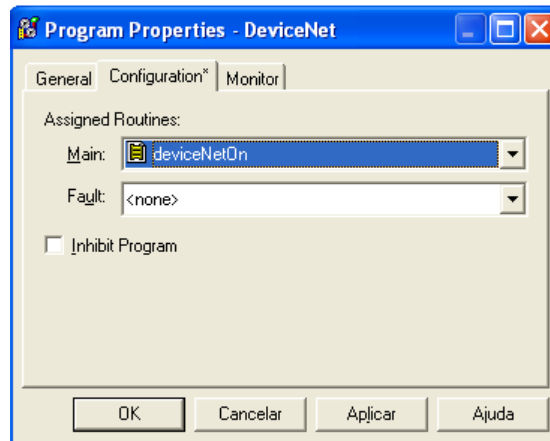 Program Properties - DeviceNet
General Configuration* Monitor
Assigned Routines:
Main: deviceNetOn
Fault: <none>
Inhibit Program
OK Cancelar Aplicar Ajuda